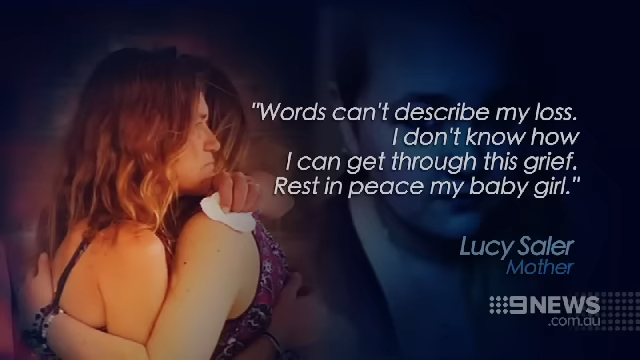 "Words can't describe my loss.
I don't know how
I can get through this grief.
Rest in peace my baby girl."
Lucy Saler
Mother
9NEWS
.com.au